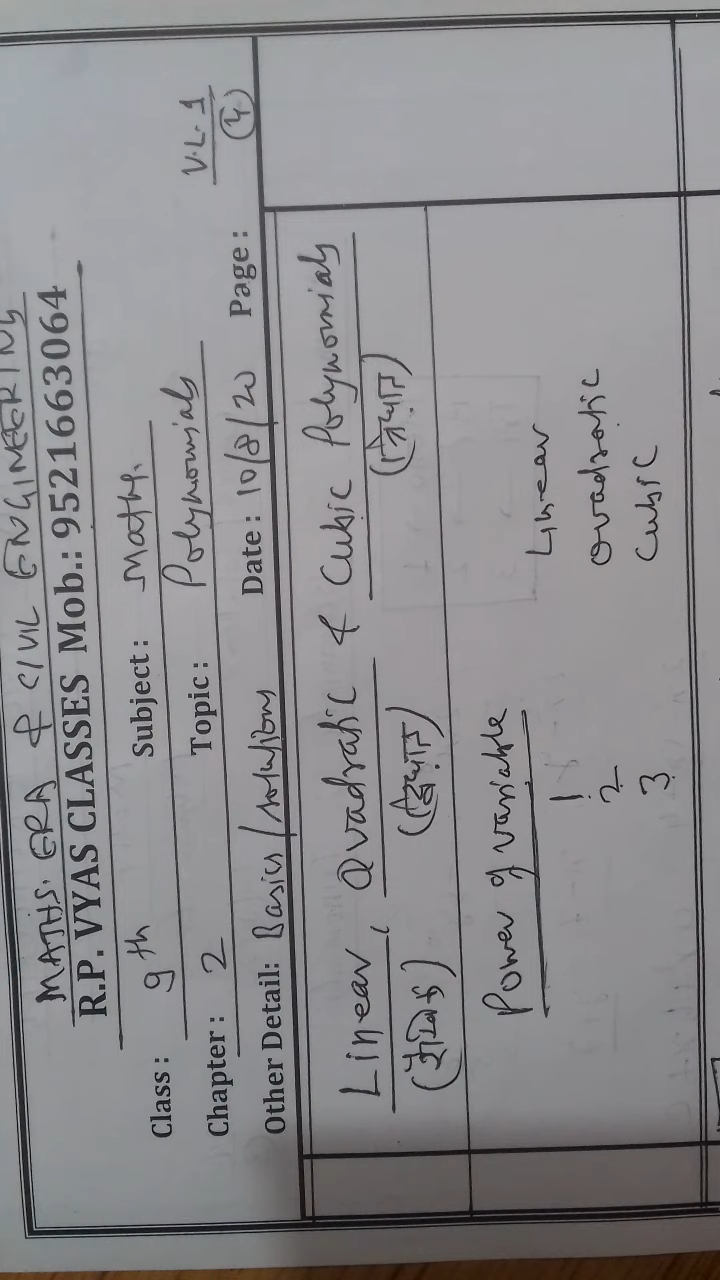 MATHS. ERA & CIVIL ENGINEERING
R.P. VYAS CLASSES Mob.: 9521663064
Class : 9th Subject : Maths.
Chapter : 2 Topic : Polynomials V.L. 1
Other Detail: Basics / solutions Date : 10/8/20 Page : (4)
Linear, Quadratic & Cubic Polynomials
(रैखिक) (द्विघात) (त्रिघात)
Power of variable
1 Linear
2 Quadratic
3 Cubic